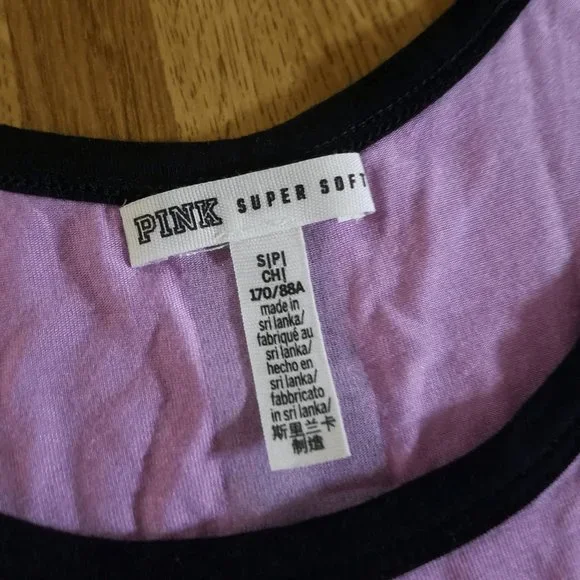 PINK SUPER SOFT
S|P|
CH|
170/88A
made in
sri lanka/
fabriqué au
sri lanka/
hecho en
sri lanka/
fabbricato
in sri lanka/
斯里兰卡
制造